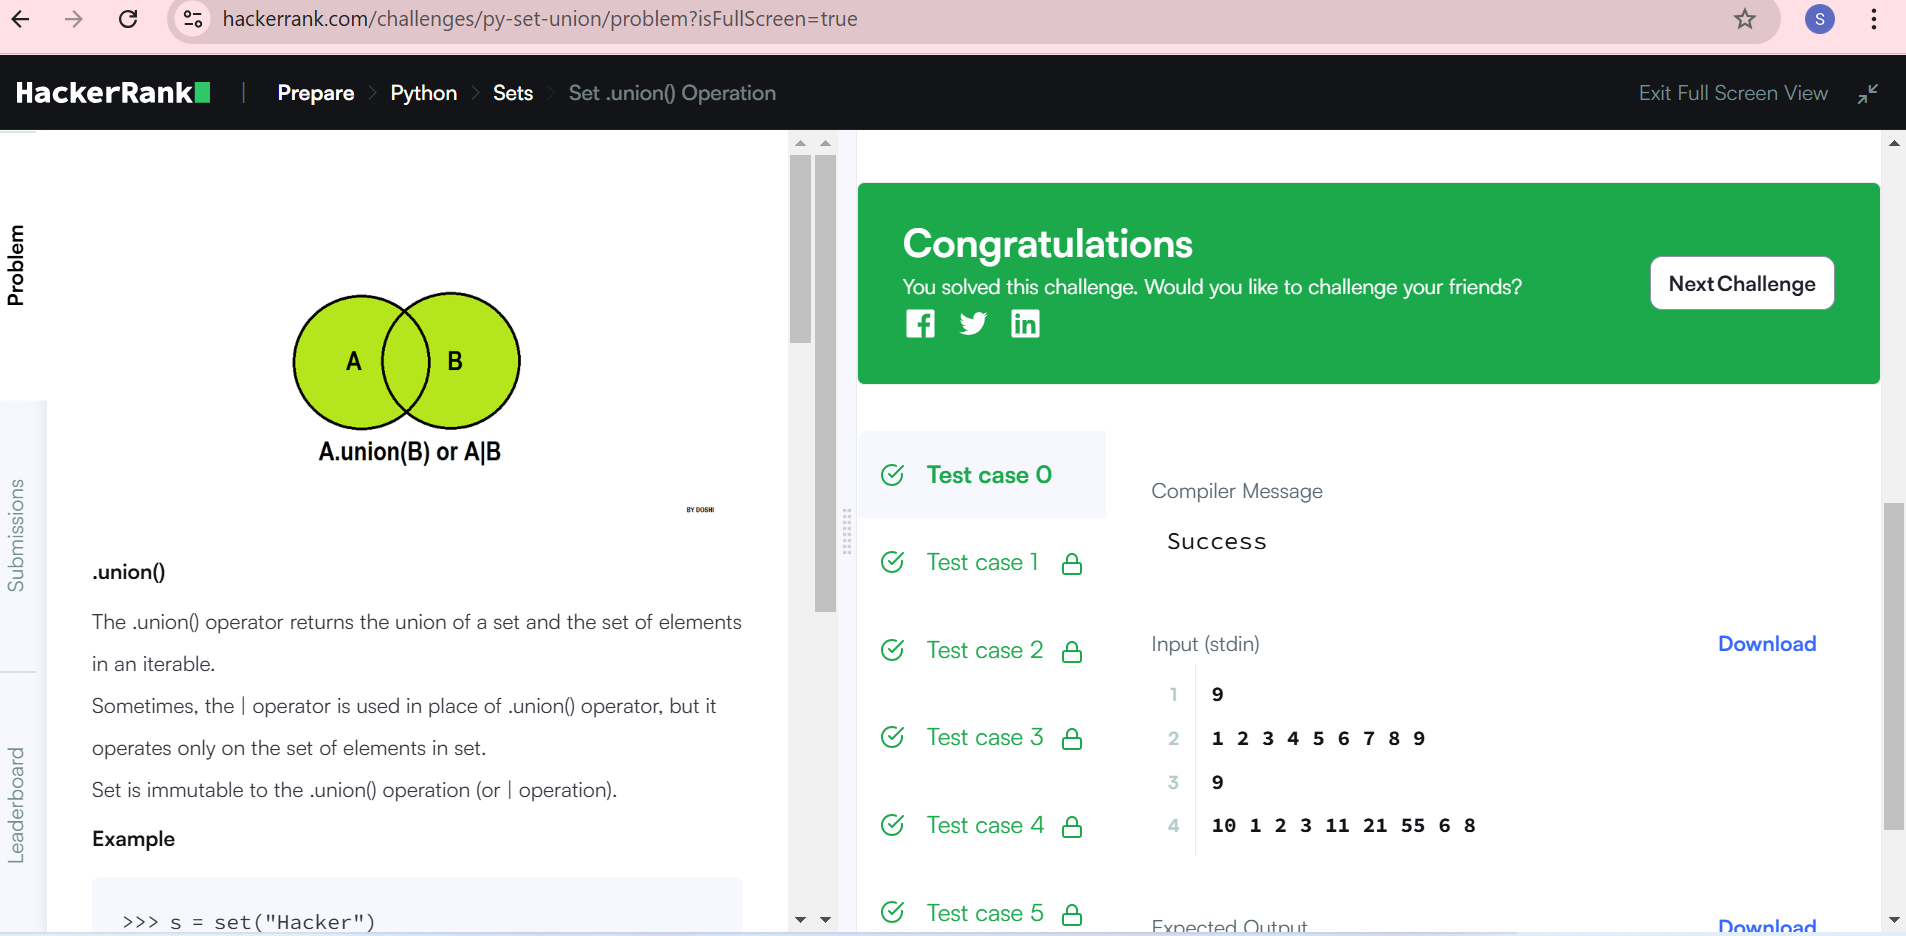 hackerrank.com/challenges/py-set-union/problem?isFullScreen=true
S
HackerRank
Prepare
Python
Sets
Set .union() Operation
Exit Full Screen View
Problem
Submissions
Leaderboard
A
B
A.union(B) or A|B
BY DOSHI
.union()
The .union() operator returns the union of a set and the set of elements
in an iterable.
Sometimes, the | operator is used in place of .union() operator, but it
operates only on the set of elements in set.
Set is immutable to the .union() operation (or | operation).
Example
>>> s = set("Hacker")
Congratulations
You solved this challenge. Would you like to challenge your friends?
Next Challenge
Test case 0
Test case 1
Test case 2
Test case 3
Test case 4
Test case 5
Compiler Message
Success
Input (stdin)
Download
1 9
2 1 2 3 4 5 6 7 8 9
3 9
4 10 1 2 3 11 21 55 6 8
Expected Output
Download